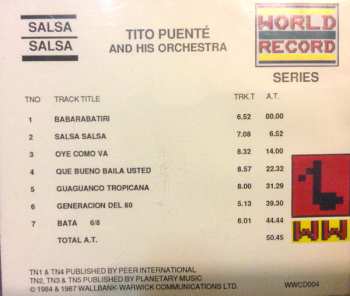 SALSA
SALSA
TITO PUENTÉ
AND HIS ORCHESTRA
WORLD
RECORD
SERIES
TNO TRACK TITLE TRK.T A.T.
1 BABARABATIRI 6.52 00.00
2 SALSA SALSA 7.08 6.52
3 OYE COMO VA 8.32 14.00
4 QUE BUENO BAILA USTED 8.57 22.32
5 GUAGUANCO TROPICANA 8.00 31.29
6 GENERACION DEL 80 5.13 39.30
7 BATA 6/8 6.01 44.44
TOTAL A.T. 50.45
WW
TN1 & TN4 PUBLISHED BY PEER INTERNATIONAL
TN2, TN3 & TN5 PUBLISHED BY PLANETARY MUSIC
© 1984 & 1987 WALLBANK-WARWICK COMMUNICATIONS LTD. WWCD004